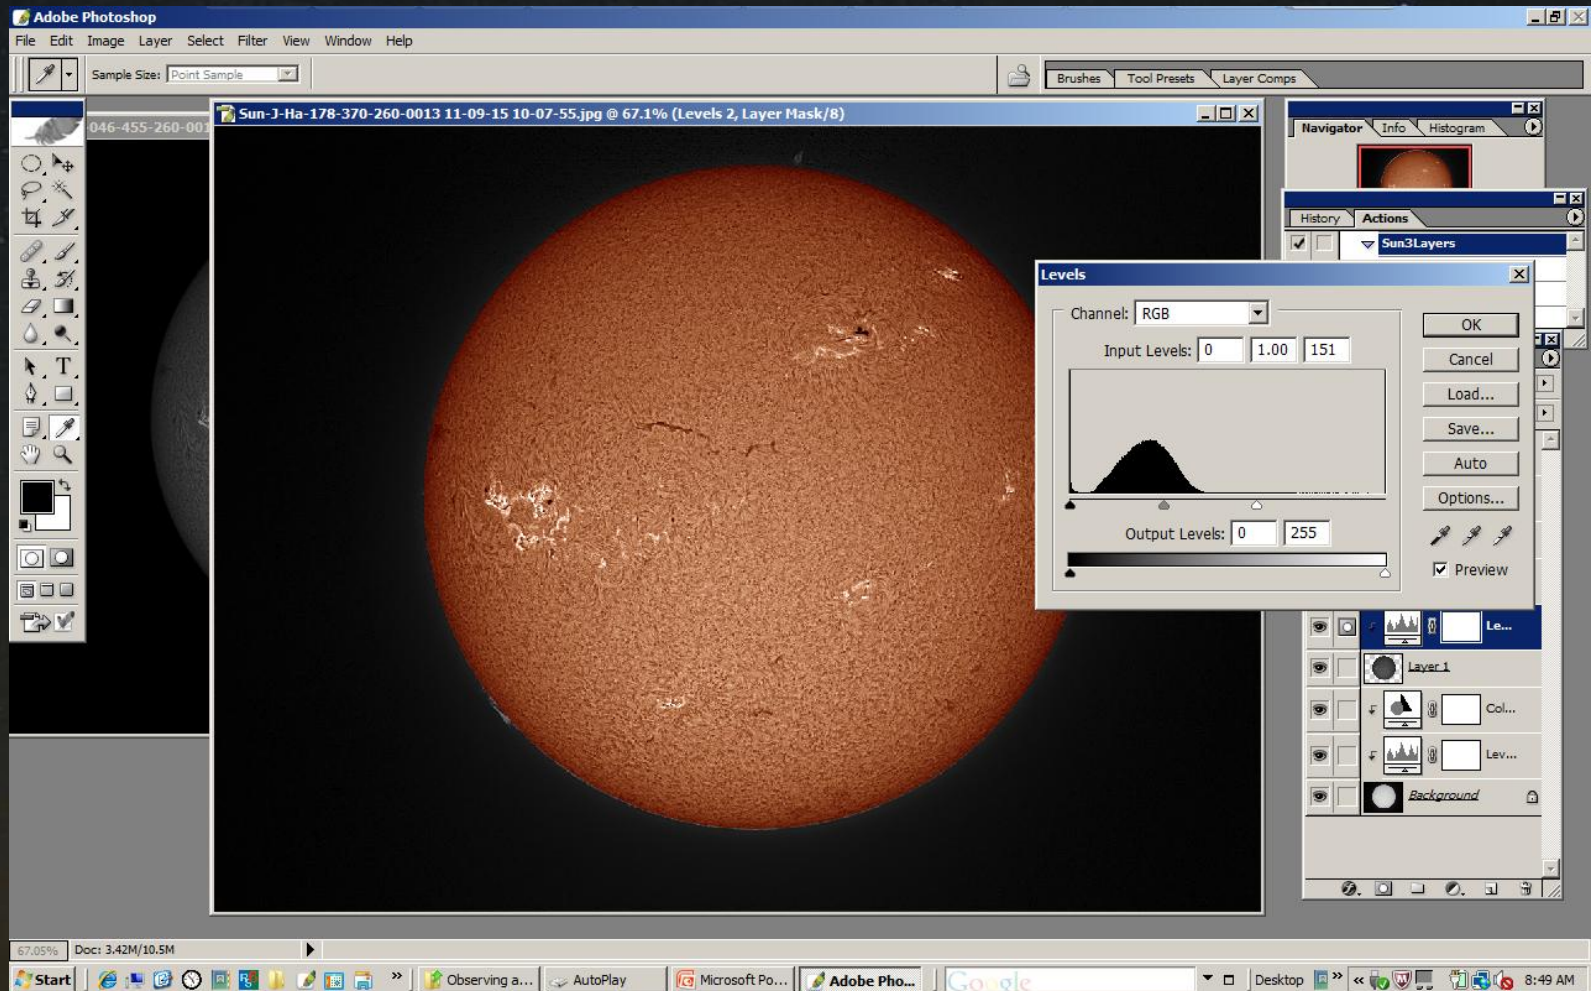 Adobe Photoshop
File Edit Image Layer Select Filter View Window Help
Sample Size: Point Sample
Brushes Tool Presets Layer Comps
-046-455-260-001
Sun-J-Ha-178-370-260-0013 11-09-15 10-07-55.jpg @ 67.1% (Levels 2, Layer Mask/8)
Navigator Info Histogram
History Actions
Sun3Layers
Levels
Channel: RGB
Input Levels: 0 1.00 151
Output Levels: 0 255
OK
Cancel
Load...
Save...
Auto
Options...
Preview
Le...
Layer 1
Col...
Lev...
Background
67.05% Doc: 3.42M/10.5M
Start Observing a... AutoPlay Microsoft Po... Adobe Pho... Google Desktop 8:49 AM